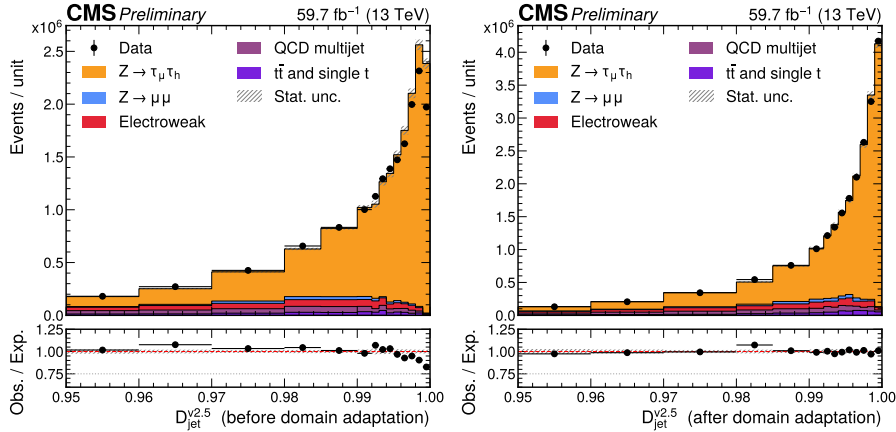 CMS Preliminary 59.7 fb⁻¹ (13 TeV)
x10⁶
Events / unit
2.5
2.0
1.5
1.0
0.5
0.0
Data
Z → τμτh
Z → μμ
Electroweak
QCD multijet
tt̅ and single t
Stat. unc.
Obs. / Exp.
1.25
1.00
0.75
0.95 0.96 0.97 0.98 0.99 1.00
D jet v2.5 (before domain adaptation)
CMS Preliminary 59.7 fb⁻¹ (13 TeV)
x10⁶
Events / unit
4.0
3.5
3.0
2.5
2.0
1.5
1.0
0.5
0.0
Data
Z → τμτh
Z → μμ
Electroweak
QCD multijet
tt̅ and single t
Stat. unc.
Obs. / Exp.
1.25
1.00
0.75
0.95 0.96 0.97 0.98 0.99 1.00
D jet v2.5 (after domain adaptation)